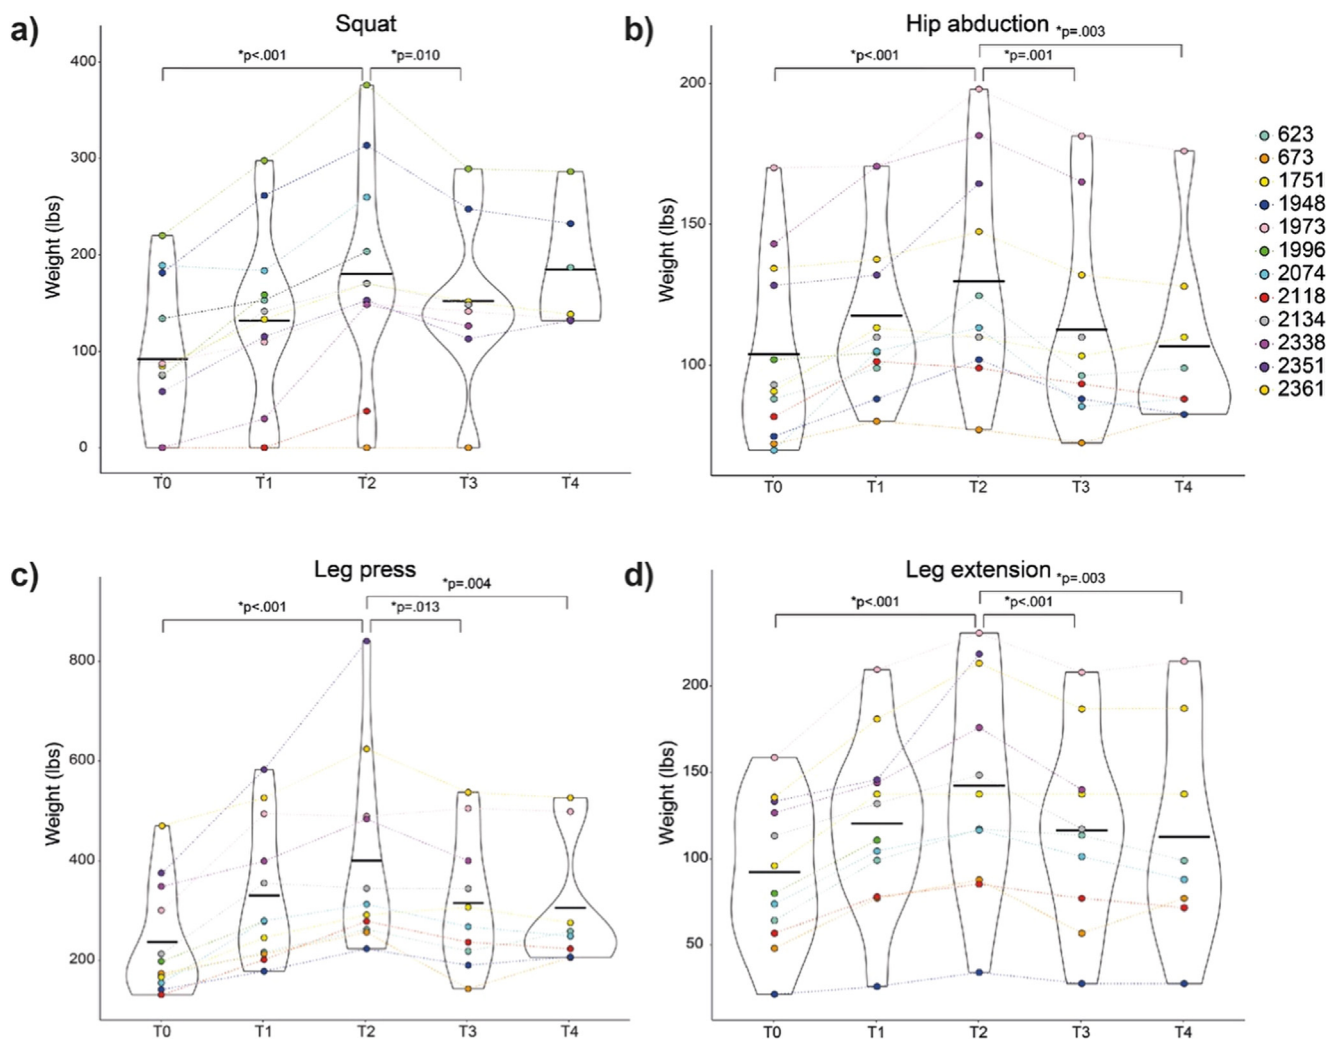 a)
Squat
*p<.001
*p=.010
Weight (lbs)
400
300
200
100
0
T0 T1 T2 T3 T4
b)
Hip abduction
*p=.003
*p<.001
*p=.001
Weight (lbs)
200
150
100
T0 T1 T2 T3 T4
623
673
1751
1948
1973
1996
2074
2118
2134
2338
2351
2361
c)
Leg press
*p=.004
*p<.001
*p=.013
Weight (lbs)
800
600
400
200
T0 T1 T2 T3 T4
d)
Leg extension
*p=.003
*p<.001
*p<.001
Weight (lbs)
200
150
100
50
T0 T1 T2 T3 T4